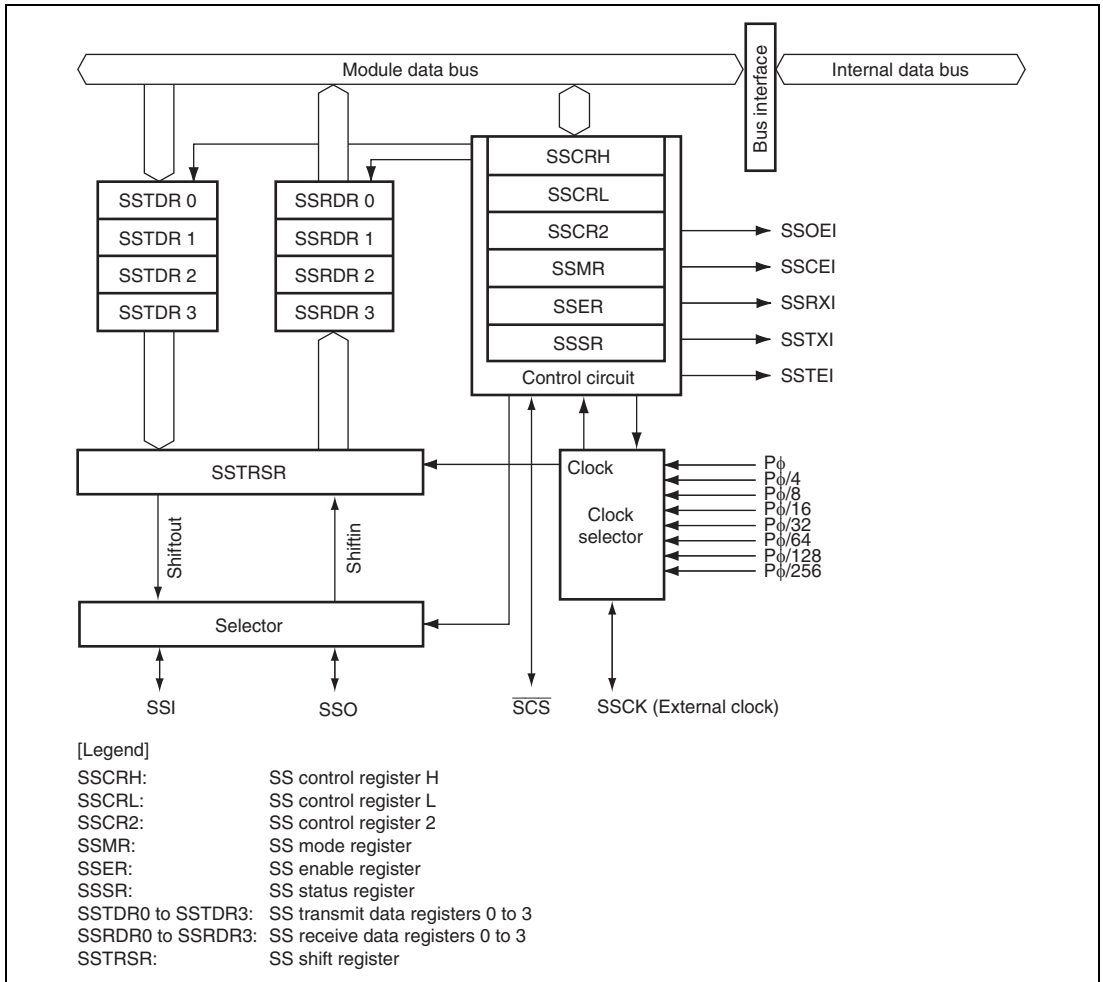 Module data bus
Bus interface
Internal data bus
SSTDR 0
SSTDR 1
SSTDR 2
SSTDR 3
SSRDR 0
SSRDR 1
SSRDR 2
SSRDR 3
SSCRH
SSCRL
SSCR2
SSMR
SSER
SSSR
Control circuit
SSOEI
SSCEI
SSRXI
SSTXI
SSTEI
SSTRSR
Clock
Clock
selector
Pϕ
Pϕ/4
Pϕ/8
Pϕ/16
Pϕ/32
Pϕ/64
Pϕ/128
Pϕ/256
Shiftout
Shiftin
Selector
SSI
SSO
S̅C̅S̅
SSCK (External clock)
[Legend]
SSCRH: SS control register H
SSCRL: SS control register L
SSCR2: SS control register 2
SSMR: SS mode register
SSER: SS enable register
SSSR: SS status register
SSTDR0 to SSTDR3: SS transmit data registers 0 to 3
SSRDR0 to SSRDR3: SS receive data registers 0 to 3
SSTRSR: SS shift register